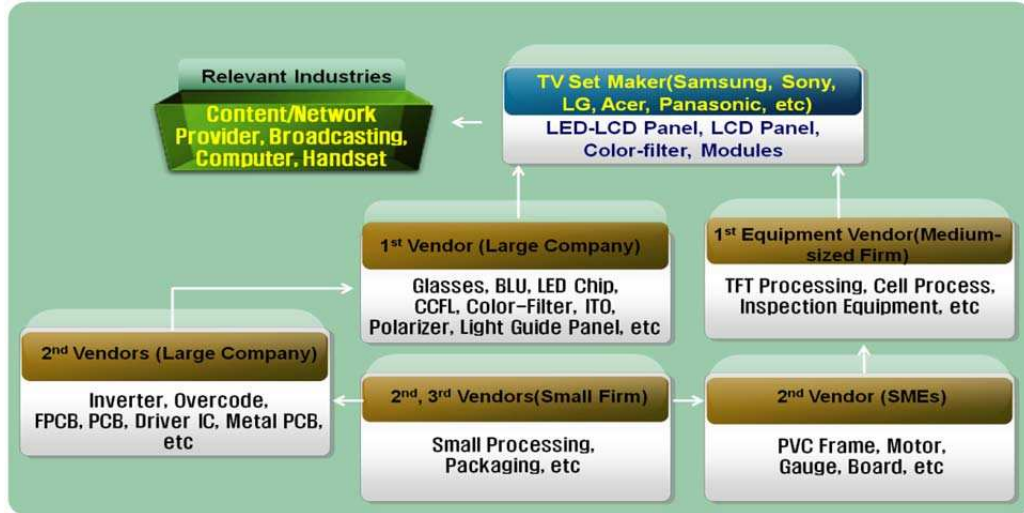 Relevant Industries
Content/Network
Provider, Broadcasting,
Computer, Handset
TV Set Maker(Samsung, Sony,
LG, Acer, Panasonic, etc)
LED-LCD Panel, LCD Panel,
Color-filter, Modules
1st Vendor (Large Company)
Glasses, BLU, LED Chip,
CCFL, Color-Filter, ITO,
Polarizer, Light Guide Panel, etc
1st Equipment Vendor(Medium-
sized Firm)
TFT Processing, Cell Process,
Inspection Equipment, etc
2nd Vendors (Large Company)
Inverter, Overcode,
FPCB, PCB, Driver IC, Metal PCB,
etc
2nd, 3rd Vendors(Small Firm)
Small Processing,
Packaging, etc
2nd Vendor (SMEs)
PVC Frame, Motor,
Gauge, Board, etc